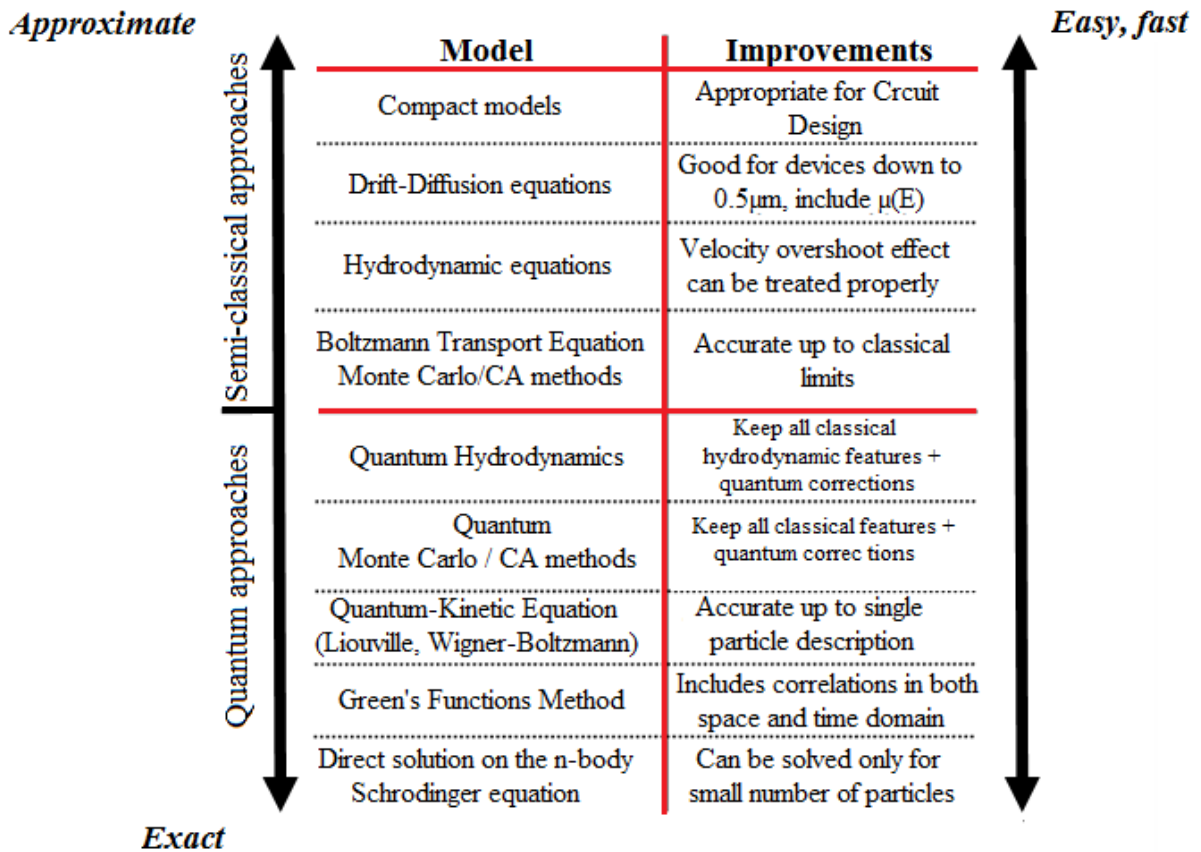 Approximate
Easy, fast
Model
Improvements
Semi-classical approaches
Compact models
Appropriate for Crcuit
Design
Drift-Diffusion equations
Good for devices down to
0.5μm, include μ(E)
Hydrodynamic equations
Velocity overshoot effect
can be treated properly
Boltzmann Transport Equation
Monte Carlo/CA methods
Accurate up to classical
limits
Quantum approaches
Quantum Hydrodynamics
Keep all classical
hydrodynamic features +
quantum corrections
Quantum
Monte Carlo / CA methods
Keep all classical features +
quantum correc tions
Quantum-Kinetic Equation
(Liouville, Wigner-Boltzmann)
Accurate up to single
particle description
Green's Functions Method
Includes correlations in both
space and time domain
Direct solution on the n-body
Schrodinger equation
Can be solved only for
small number of particles
Exact